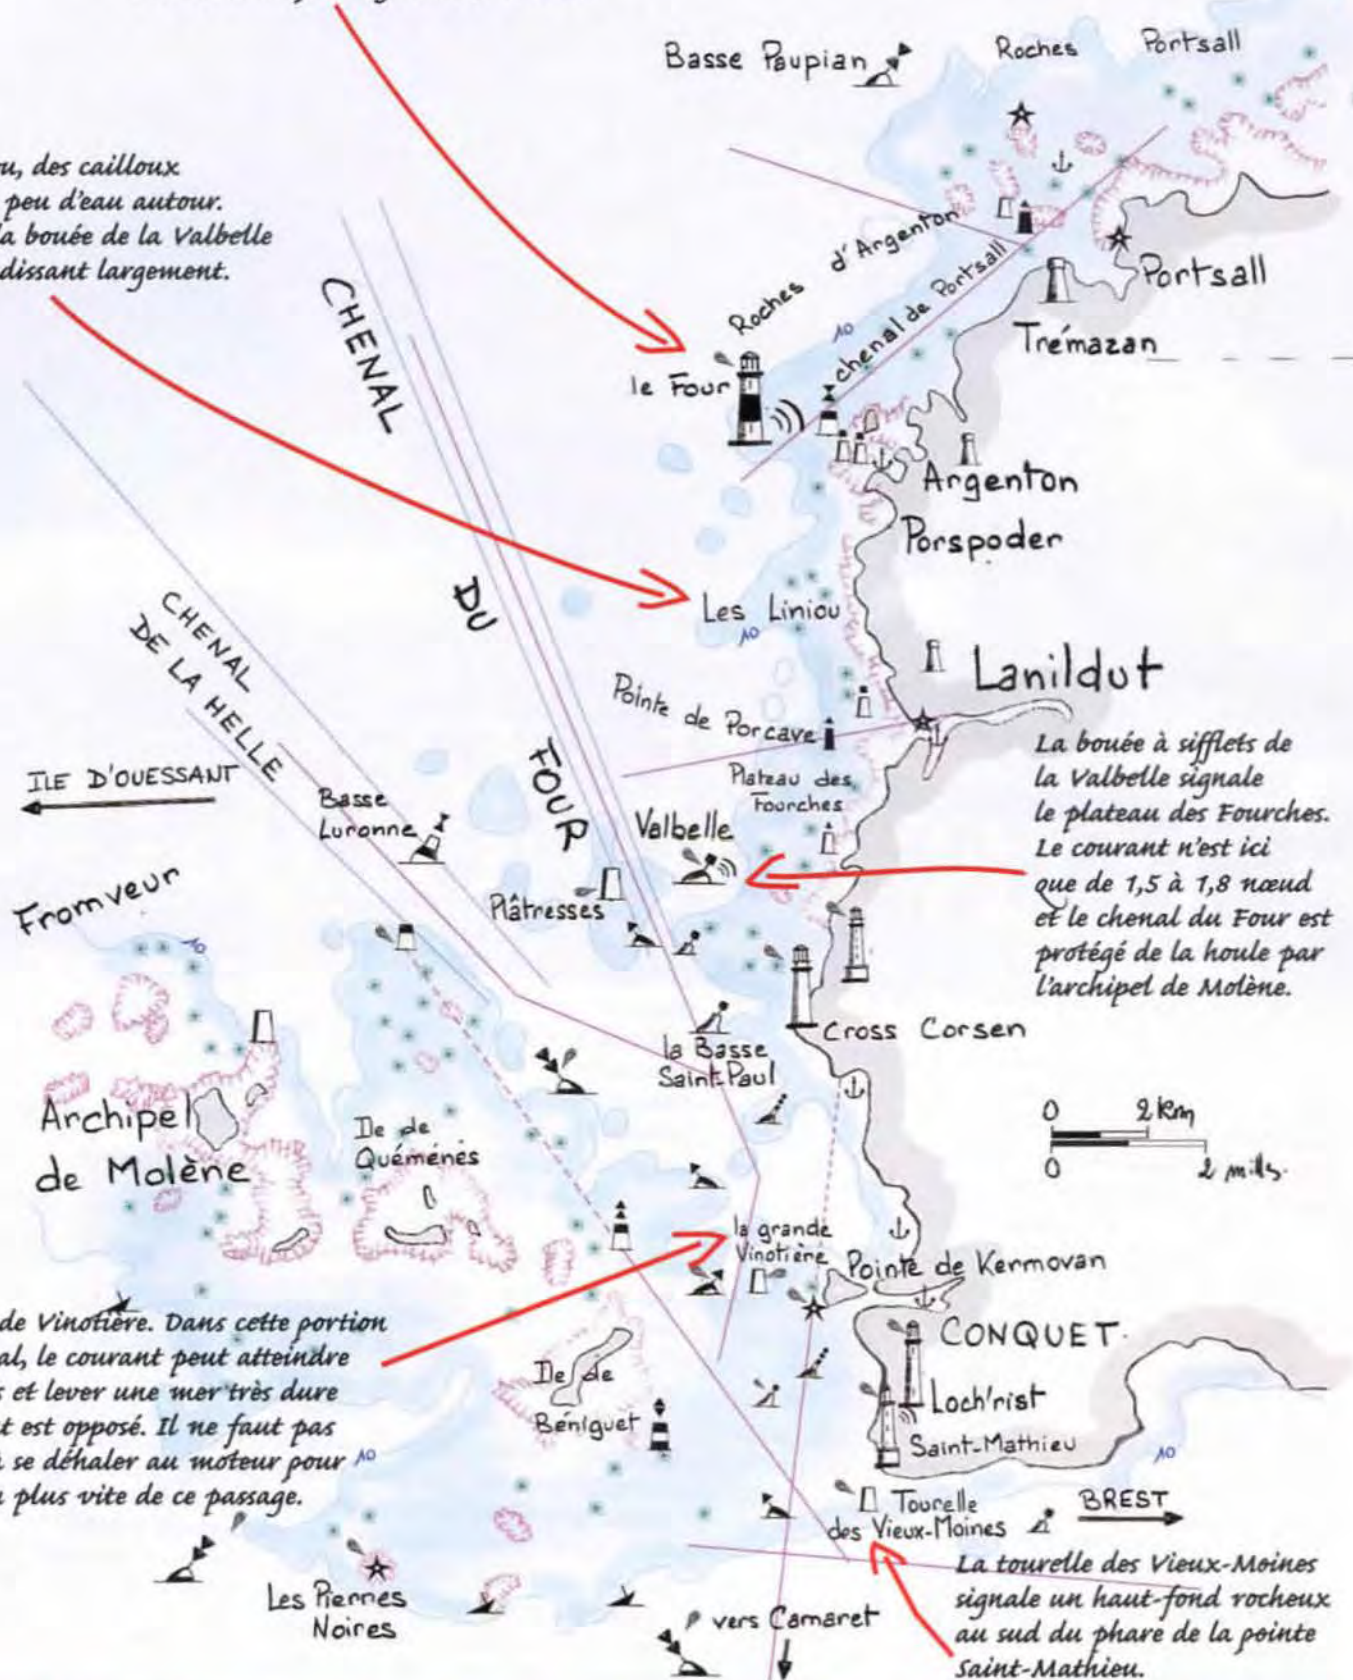 Basse Paupian
Roches Portsall
u, des cailloux
peu d'eau autour.
la bouée de la Valbelle
dissant largement.
Roches d'Argenton
chenal de Portsall
Portsall
Trémazan
10
le Four
CHENAL
DU
FOUR
Argenton
Porspoder
Les Liniou
10
CHENAL
DE LA HELLE
Lanildut
Pointe de Porcave
ILE D'OUESSANT
Basse
Luronne
Plateau des
Fourches
Valbelle
La bouée à sifflets de
la Valbelle signale
le plateau des Fourches.
Le courant n'est ici
que de 1,5 à 1,8 nœud
et le chenal du Four est
protégé de la houle par
l'archipel de Molène.
Fromveur
10
Plâtresses
Cross Corsen
la Basse
Saint-Paul
0 2 km
0 2 mills.
Archipel
de Molène
Ile de
Quéménès
la grande
Vinotière
Pointe de Kermovan
de Vinotière. Dans cette portion
al, le courant peut atteindre
s et lever une mer très dure
t est opposé. Il ne faut pas
à se déhaler au moteur pour
plus vite de ce passage.
10
Ile de
Béniguet
CONQUET
Loch'rist
Saint-Mathieu
10
Tourelle
des Vieux-Moines
BREST
La tourelle des Vieux-Moines
signale un haut-fond rocheux
au sud du phare de la pointe
Saint-Mathieu.
Les Pierres
Noires
vers Camaret